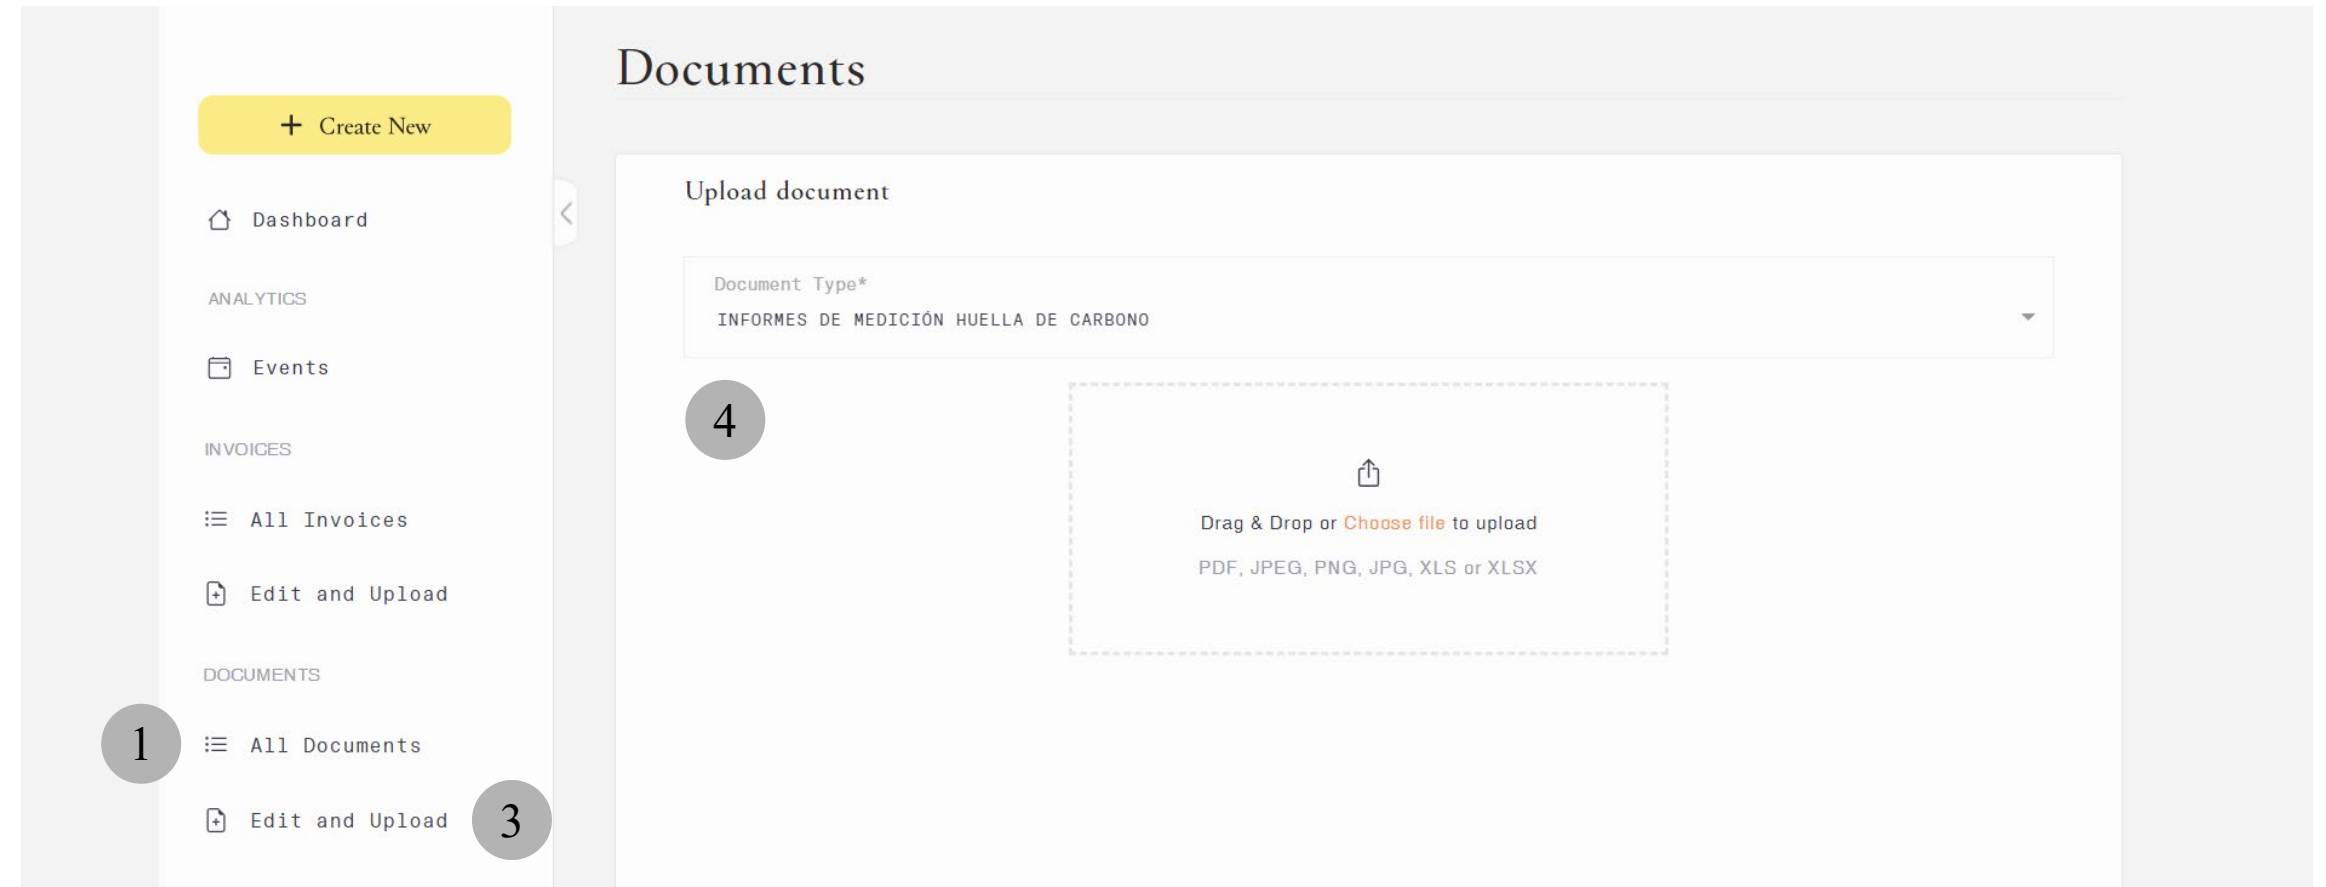 + Create New
Dashboard
ANALYTICS
Events
INVOICES
All Invoices
Edit and Upload
DOCUMENTS
1
All Documents
Edit and Upload
3
Documents
Upload document
Document Type*
INFORMES DE MEDICIÓN HUELLA DE CARBONO
4
Drag & Drop or Choose file to upload
PDF, JPEG, PNG, JPG, XLS or XLSX